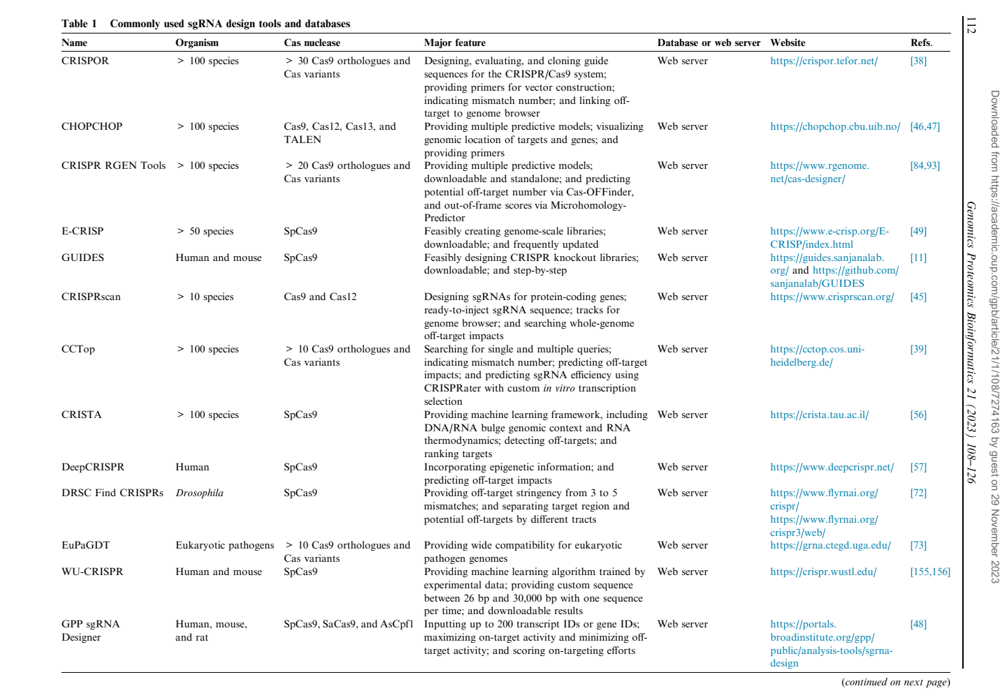 Table 1 Commonly used sgRNA design tools and databases
Name Organism Cas nuclease Major feature Database or web server Website Refs.
CRISPOR > 100 species > 30 Cas9 orthologues and Designing, evaluating, and cloning guide Web server https://crispor.tefor.net/ [38]
Cas variants sequences for the CRISPR/Cas9 system;
providing primers for vector construction;
indicating mismatch number; and linking off-
target to genome browser
CHOPCHOP > 100 species Cas9, Cas12, Cas13, and Providing multiple predictive models; visualizing Web server https://chopchop.cbu.uib.no/ [46,47]
TALEN genomic location of targets and genes; and
providing primers
CRISPR RGEN Tools > 100 species > 20 Cas9 orthologues and Providing multiple predictive models; Web server https://www.rgenome. [84,93]
Cas variants downloadable and standalone; and predicting net/cas-designer/
potential off-target number via Cas-OFFinder,
and out-of-frame scores via Microhomology-
Predictor
E-CRISP > 50 species SpCas9 Feasibly creating genome-scale libraries; Web server https://www.e-crisp.org/E- [49]
downloadable; and frequently updated CRISP/index.html
GUIDES Human and mouse SpCas9 Feasibly designing CRISPR knockout libraries; Web server https://guides.sanjanalab. [11]
downloadable; and step-by-step org/ and https://github.com/
sanjanalab/GUIDES
CRISPRscan > 10 species Cas9 and Cas12 Designing sgRNAs for protein-coding genes; Web server https://www.crisprscan.org/ [45]
ready-to-inject sgRNA sequence; tracks for
genome browser; and searching whole-genome
off-target impacts
CCTop > 100 species > 10 Cas9 orthologues and Searching for single and multiple queries; Web server https://cctop.cos.uni- [39]
Cas variants indicating mismatch number; predicting off-target heidelberg.de/
impacts; and predicting sgRNA efficiency using
CRISPRater with custom in vitro transcription
selection
CRISTA > 100 species SpCas9 Providing machine learning framework, including Web server https://crista.tau.ac.il/ [56]
DNA/RNA bulge genomic context and RNA
thermodynamics; detecting off-targets; and
ranking targets
DeepCRISPR Human SpCas9 Incorporating epigenetic information; and Web server https://www.deepcrispr.net/ [57]
predicting off-target impacts
DRSC Find CRISPRs Drosophila SpCas9 Providing off-target stringency from 3 to 5 Web server https://www.flyrnai.org/ [72]
mismatches; and separating target region and crispr/
potential off-targets by different tracts https://www.flyrnai.org/
crispr3/web/
EuPaGDT Eukaryotic pathogens > 10 Cas9 orthologues and Providing wide compatibility for eukaryotic Web server https://grna.ctegd.uga.edu/ [73]
Cas variants pathogen genomes
WU-CRISPR Human and mouse SpCas9 Providing machine learning algorithm trained by Web server https://crispr.wustl.edu/ [155,156]
experimental data; providing custom sequence
between 26 bp and 30,000 bp with one sequence
per time; and downloadable results
GPP sgRNA Human, mouse, SpCas9, SaCas9, and AsCpf1 Inputting up to 200 transcript IDs or gene IDs; Web server https://portals. [48]
Designer and rat maximizing on-target activity and minimizing off- broadinstitute.org/gpp/
target activity; and scoring on-targeting efforts public/analysis-tools/sgrna-
design
(continued on next page)
112
Genomics Proteomics Bioinformatics 21 (2023) 108–126
Downloaded from https://academic.oup.com/gpb/article/21/1/108/7274163 by guest on 29 November 2023